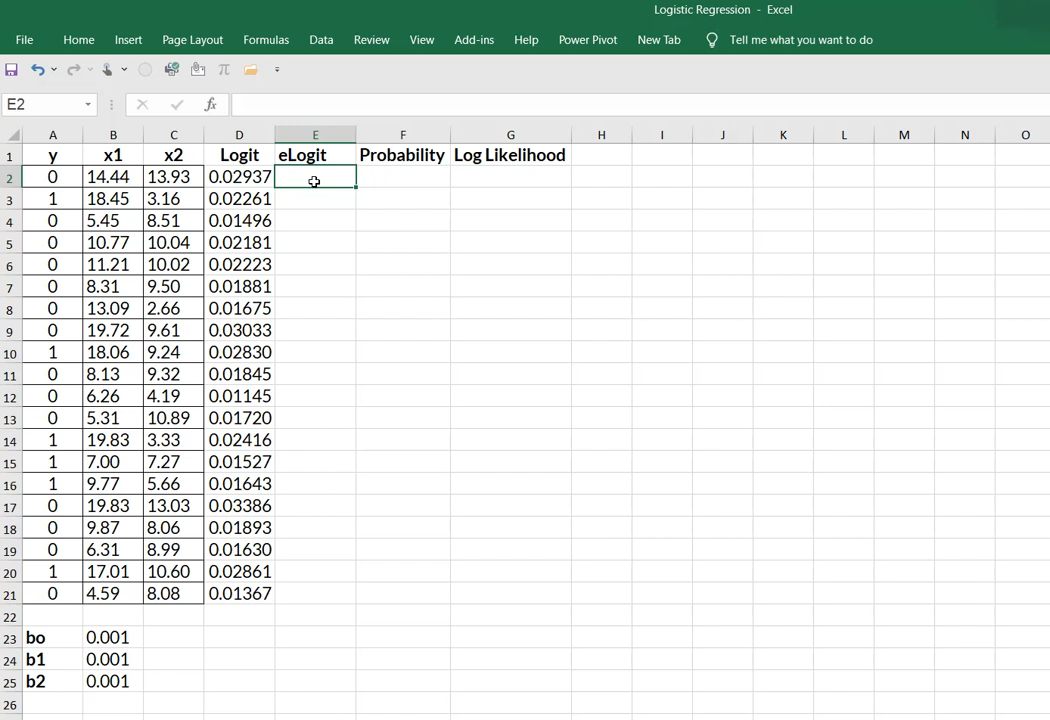 Logistic Regression - Excel
File Home Insert Page Layout Formulas Data Review View Add-ins Help Power Pivot New Tab Tell me what you want to do
E2 fx
A B C D E F G H I J K L M N O
1 y x1 x2 Logit eLogit Probability Log Likelihood
2 0 14.44 13.93 0.02937
3 1 18.45 3.16 0.02261
4 0 5.45 8.51 0.01496
5 0 10.77 10.04 0.02181
6 0 11.21 10.02 0.02223
7 0 8.31 9.50 0.01881
8 0 13.09 2.66 0.01675
9 0 19.72 9.61 0.03033
10 1 18.06 9.24 0.02830
11 0 8.13 9.32 0.01845
12 0 6.26 4.19 0.01145
13 0 5.31 10.89 0.01720
14 1 19.83 3.33 0.02416
15 1 7.00 7.27 0.01527
16 1 9.77 5.66 0.01643
17 0 19.83 13.03 0.03386
18 0 9.87 8.06 0.01893
19 0 6.31 8.99 0.01630
20 1 17.01 10.60 0.02861
21 0 4.59 8.08 0.01367
22
23 bo 0.001
24 b1 0.001
25 b2 0.001
26